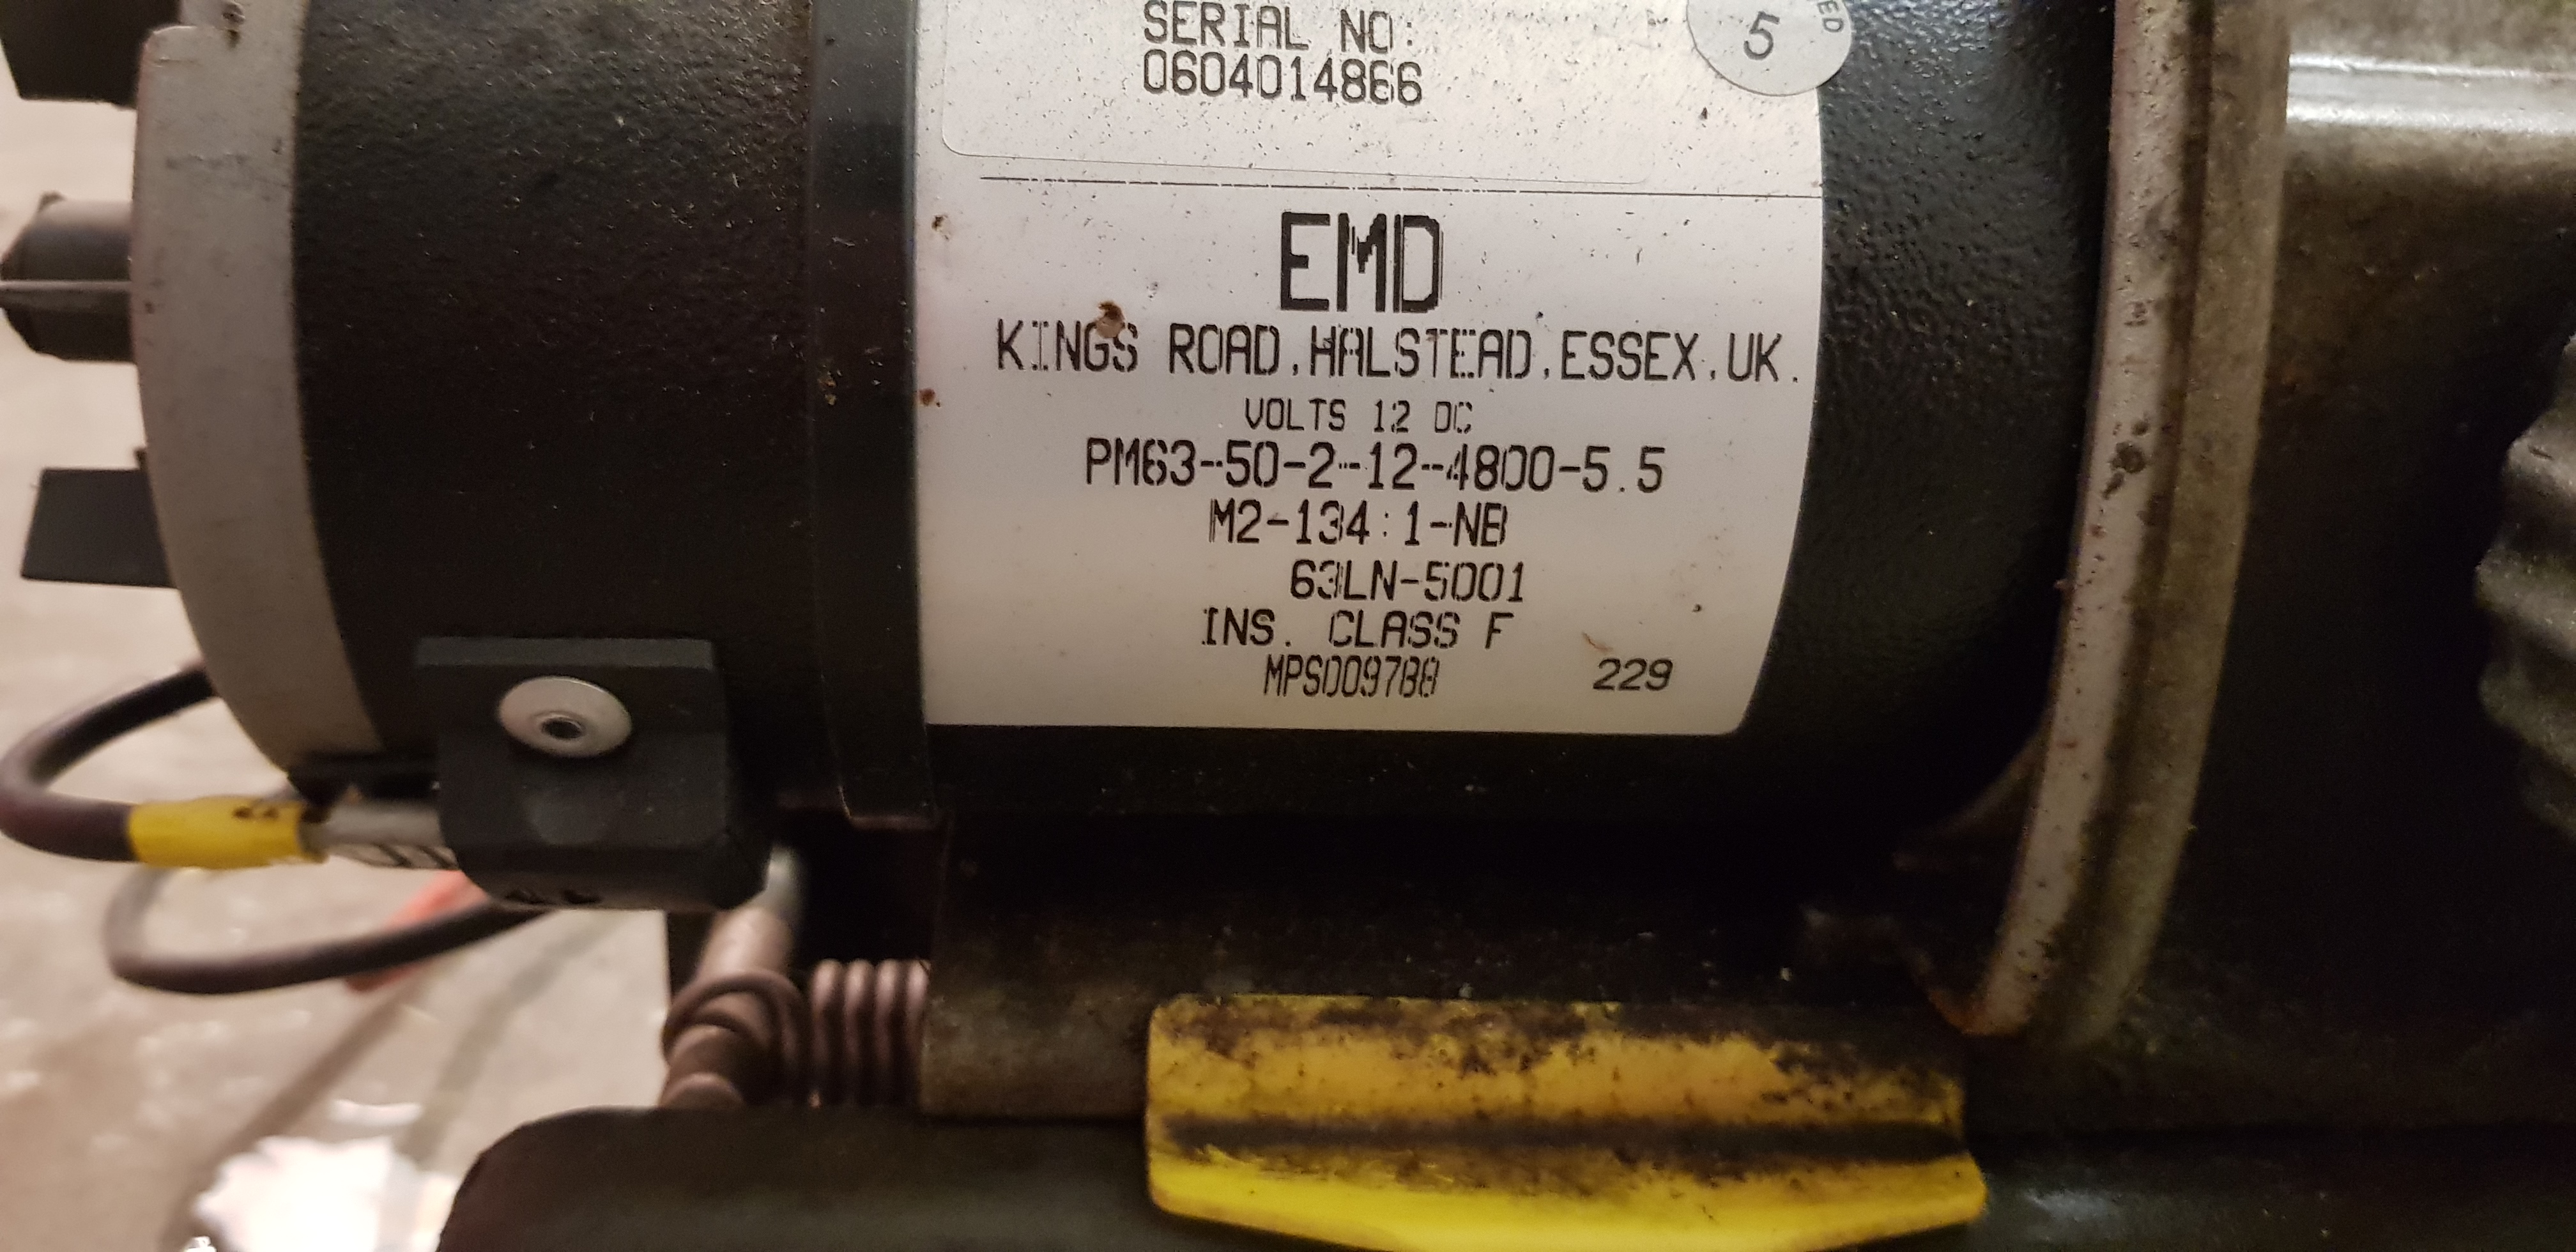 SERIAL NO:
0604014866
5
EMD
KINGS ROAD,HALSTEAD,ESSEX,UK.
VOLTS 12 DC
PM63-50-2-12-4800-5.5
M2-134:1-NB
63LN-5001
INS. CLASS F
MPS009788
229